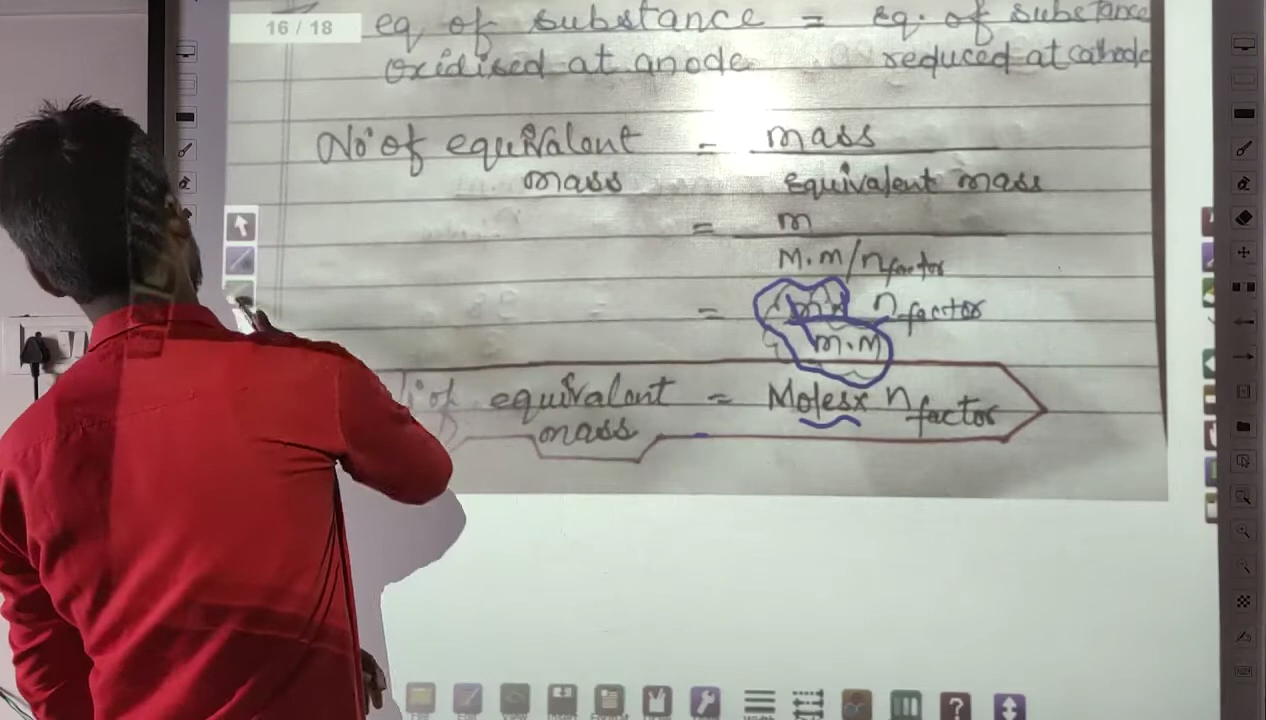 16 / 18
eq of substance = eq. of substance
oxidised at anode reduced at cathode
No of equivalent = mass
mass equivalent mass
= m
M.M/nfactor
= m x nfactor
m.M
of equivalent = Moles x nfactor
mass